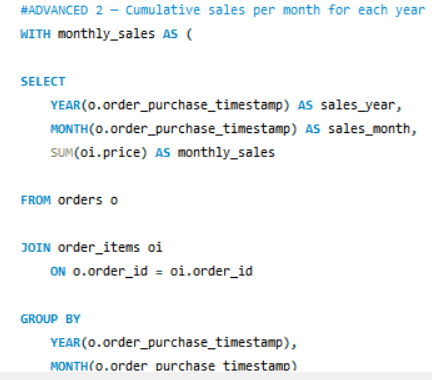 #ADVANCED 2 – Cumulative sales per month for each year
WITH monthly_sales AS (
SELECT
YEAR(o.order_purchase_timestamp) AS sales_year,
MONTH(o.order_purchase_timestamp) AS sales_month,
SUM(oi.price) AS monthly_sales
FROM orders o
JOIN order_items oi
ON o.order_id = oi.order_id
GROUP BY
YEAR(o.order_purchase_timestamp),
MONTH(o.order_purchase_timestamp)